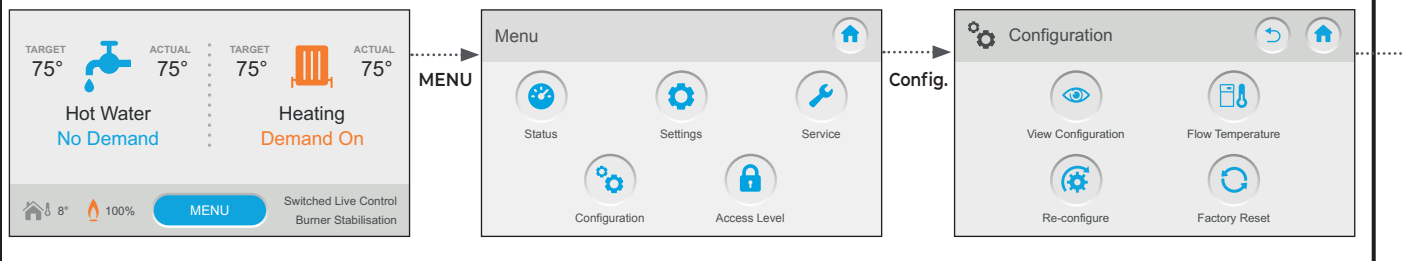 TARGET
75°
ACTUAL
75°
Hot Water
No Demand
TARGET
75°
ACTUAL
75°
Heating
Demand On
8°
100%
MENU
Switched Live Control
Burner Stabilisation
MENU
Menu
Status
Settings
Service
Configuration
Access Level
Config.
Configuration
View Configuration
Flow Temperature
Re-configure
Factory Reset